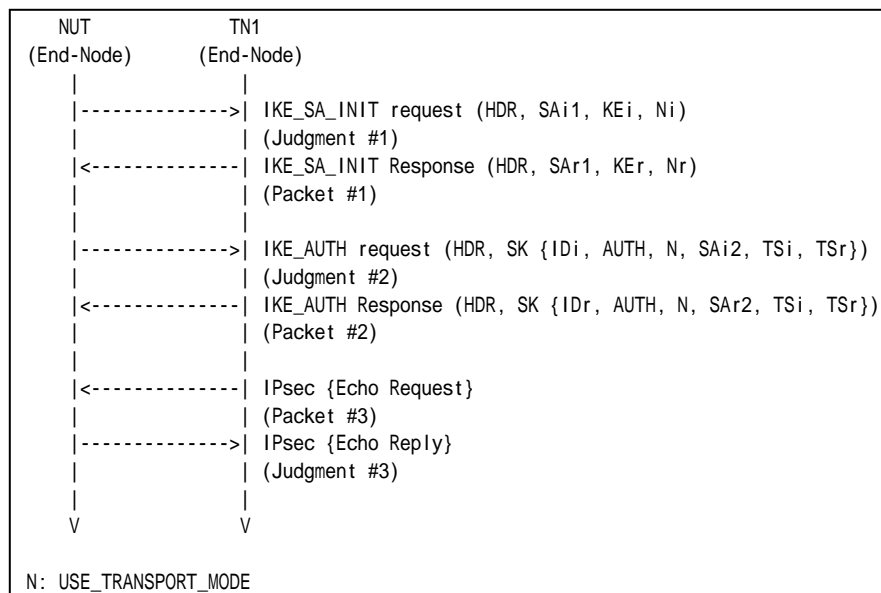 NUT TN1
(End-Node) (End-Node)
| |
|-------------->| IKE_SA_INIT request (HDR, SAi1, KEi, Ni)
| | (Judgment #1)
|<--------------| IKE_SA_INIT Response (HDR, SAr1, KEr, Nr)
| | (Packet #1)
| |
|-------------->| IKE_AUTH request (HDR, SK {IDi, AUTH, N, SAi2, TSi, TSr})
| | (Judgment #2)
|<--------------| IKE_AUTH Response (HDR, SK {IDr, AUTH, N, SAr2, TSi, TSr})
| | (Packet #2)
| |
|<--------------| IPsec {Echo Request}
| | (Packet #3)
|-------------->| IPsec {Echo Reply}
| | (Judgment #3)
| |
V V
N: USE_TRANSPORT_MODE